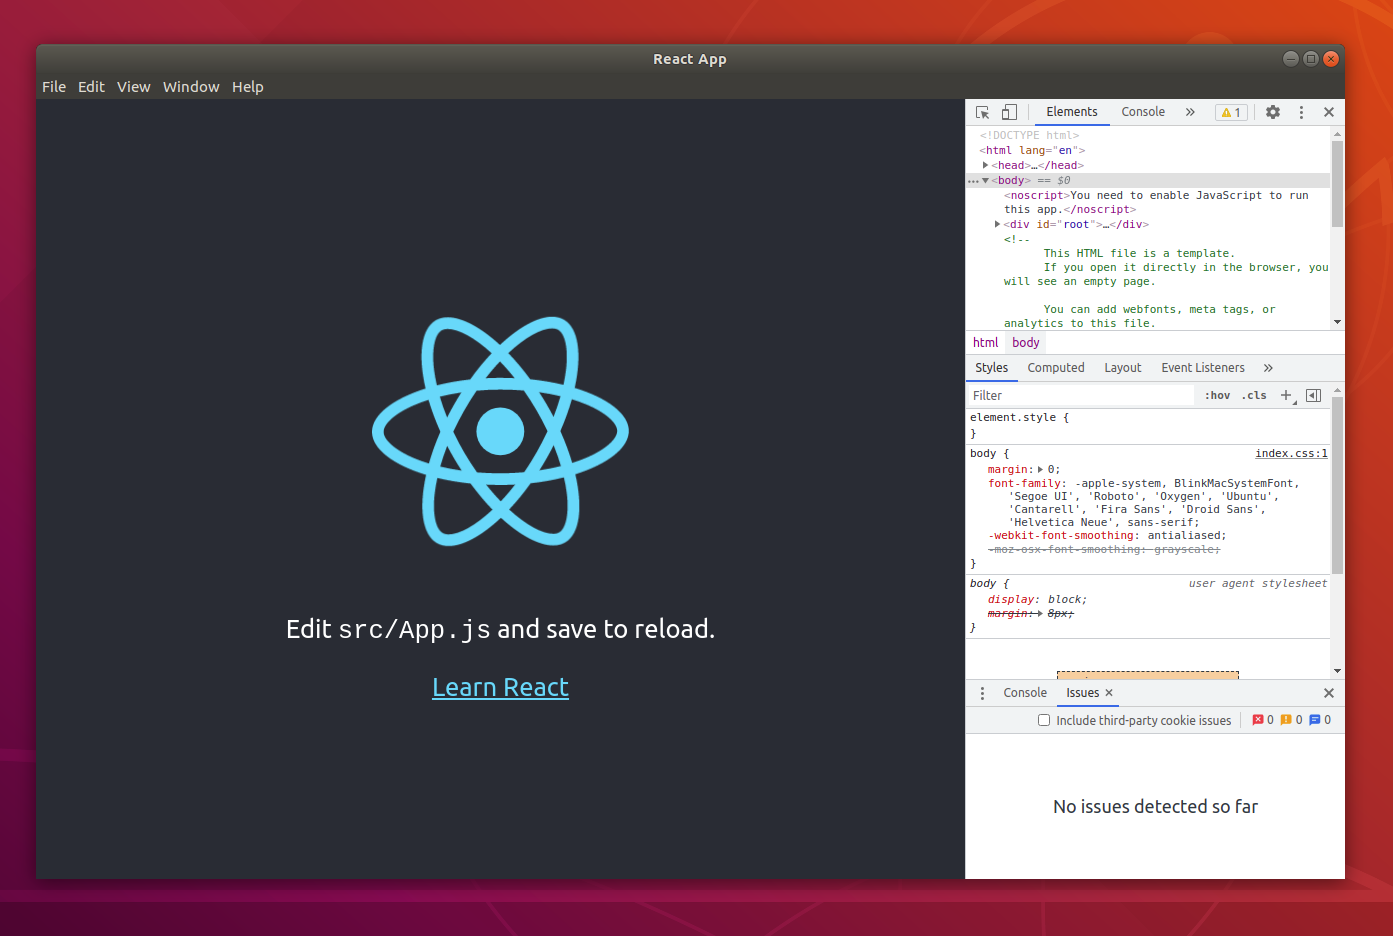 React App
File Edit View Window Help
Elements Console » 1
<!DOCTYPE html>
<html lang="en">
<head>…</head>
<body> == $0
<noscript>You need to enable JavaScript to run
this app.</noscript>
<div id="root">…</div>
<!--
This HTML file is a template.
If you open it directly in the browser, you
will see an empty page.
You can add webfonts, meta tags, or
analytics to this file.
html body
Styles Computed Layout Event Listeners »
Filter :hov .cls +
element.style {
}
body { index.css:1
margin: 0;
font-family: -apple-system, BlinkMacSystemFont,
'Segoe UI', 'Roboto', 'Oxygen', 'Ubuntu',
'Cantarell', 'Fira Sans', 'Droid Sans',
'Helvetica Neue', sans-serif;
-webkit-font-smoothing: antialiased;
-moz-osx-font-smoothing: grayscale;
}
body { user agent stylesheet
display: block;
margin: 8px;
}
Console Issues ×
Include third-party cookie issues 0 0 0
No issues detected so far
Edit src/App.js and save to reload.
Learn React